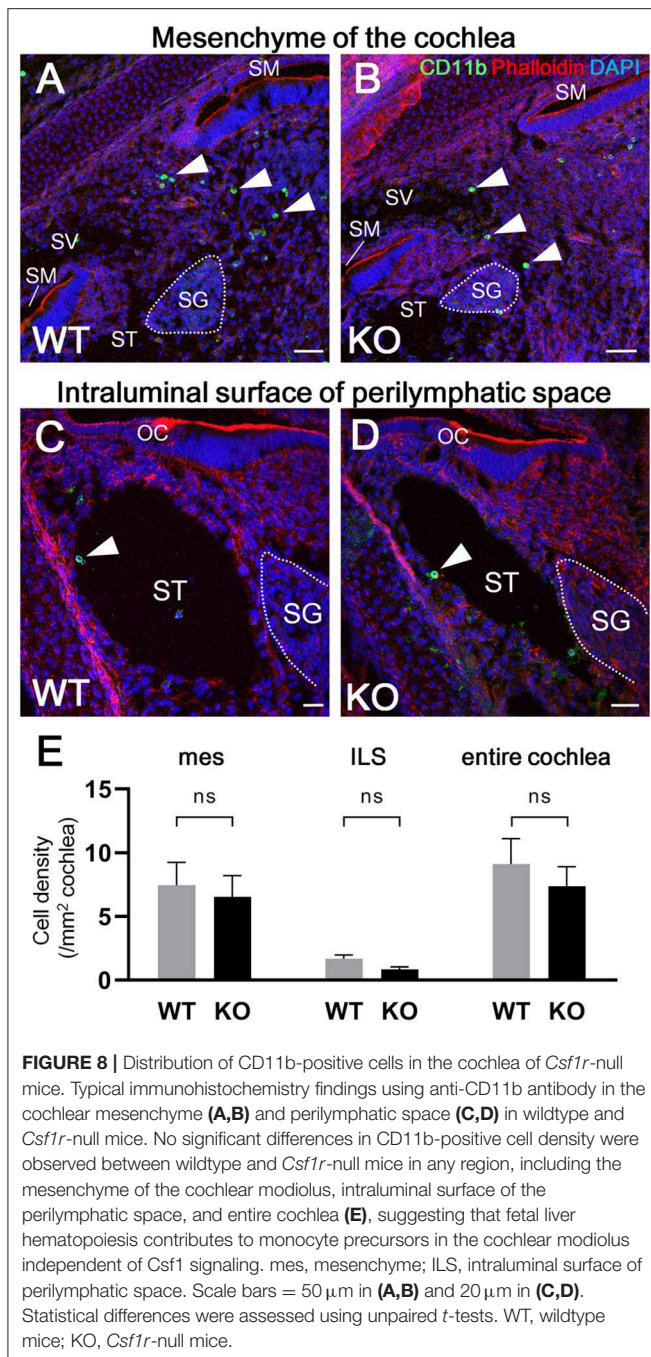 Mesenchyme of the cochlea
A
SM
SV
SM
SG
ST
WT
B
CD11b Phalloidin DAPI
SM
SV
SM
SG
ST
KO
Intraluminal surface of perilymphatic space
C
OC
ST
SG
WT
D
OC
ST
SG
KO
E
mes ILS entire cochlea
Cell density
(/mm² cochlea)
15
10
5
0
ns ns ns
WT KO WT KO WT KO
FIGURE 8 | Distribution of CD11b-positive cells in the cochlea of Csf1r-null
mice. Typical immunohistochemistry findings using anti-CD11b antibody in the
cochlear mesenchyme (A,B) and perilymphatic space (C,D) in wildtype and
Csf1r-null mice. No significant differences in CD11b-positive cell density were
observed between wildtype and Csf1r-null mice in any region, including the
mesenchyme of the cochlear modiolus, intraluminal surface of the
perilymphatic space, and entire cochlea (E), suggesting that fetal liver
hematopoiesis contributes to monocyte precursors in the cochlear modiolus
independent of Csf1 signaling. mes, mesenchyme; ILS, intraluminal surface of
perilymphatic space. Scale bars = 50 μm in (A,B) and 20 μm in (C,D).
Statistical differences were assessed using unpaired t-tests. WT, wildtype
mice; KO, Csf1r-null mice.